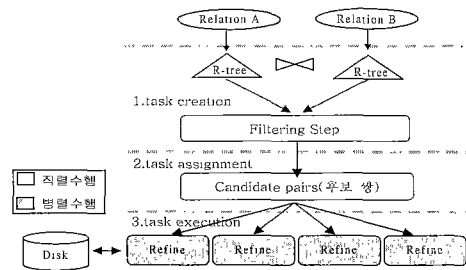 Relation A
Relation B
R-tree
R-tree
1.task creation
Filtering Step
2.task assignment
직렬수행
병렬수행
Candidate pairs(후보 쌍)
3.task execution
Disk
Refine
Refine
Refine
Refine